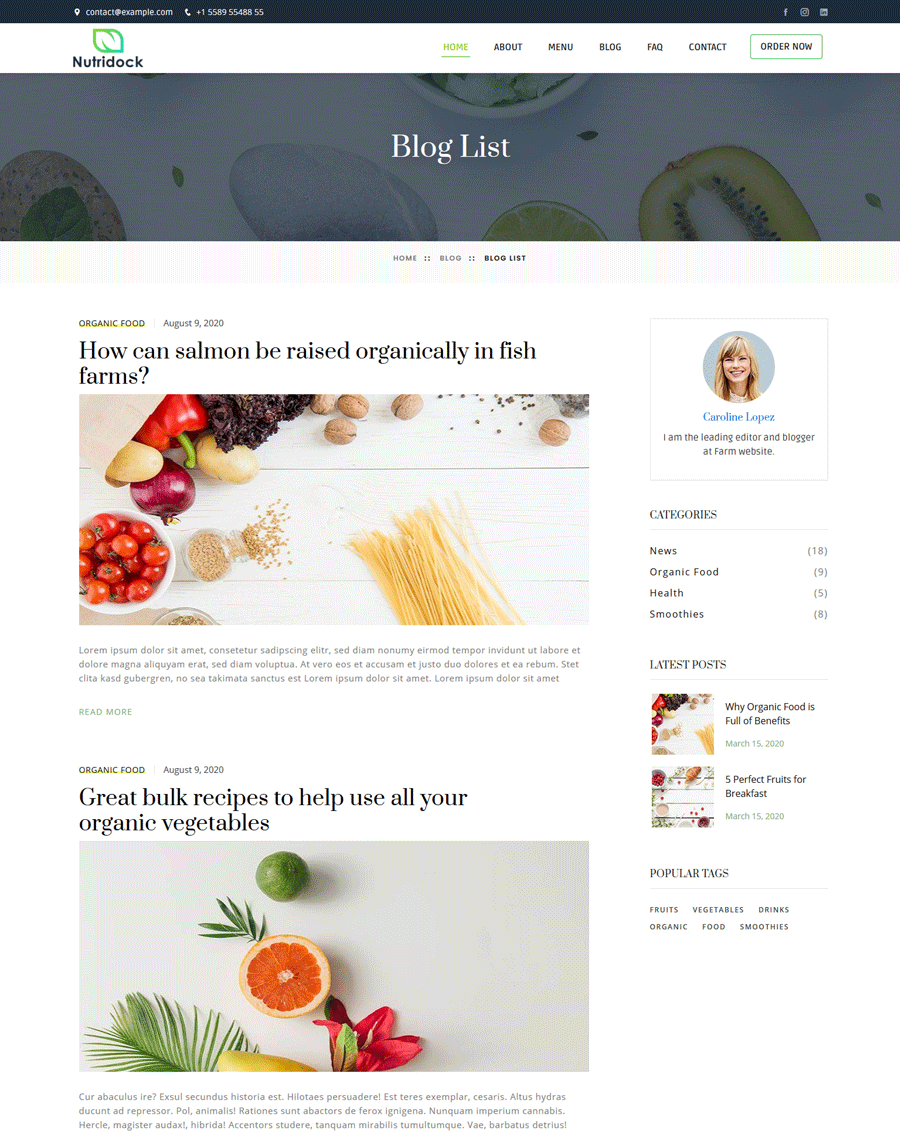 contact@example.com +1 5589 55488 55
Nutridock
HOME ABOUT MENU BLOG FAQ CONTACT ORDER NOW
Blog List
HOME :: BLOG :: BLOG LIST
ORGANIC FOOD August 9, 2020
How can salmon be raised organically in fish
farms?
Lorem ipsum dolor sit amet, consetetur sadipscing elitr, sed diam nonumy eirmod tempor invidunt ut labore et
dolore magna aliquyam erat, sed diam voluptua. At vero eos et accusam et justo duo dolores et ea rebum. Stet
clita kasd gubergren, no sea takimata sanctus est Lorem ipsum dolor sit amet. Lorem ipsum dolor sit amet
READ MORE
ORGANIC FOOD August 9, 2020
Great bulk recipes to help use all your
organic vegetables
Cur abaculus ire? Exsul secundus historia est. Hilotaes persuadere! Est teres exemplar, cesaris. Altus hydras
ducunt ad repressor. Pol, animalis! Rationes sunt abactors de ferox ignigena. Nunquam imperium cannabis.
Hercle, magister audax!, hibrida! Accentors studere, tanquam mirabilis tumultumque. Vae, barbatus detrius!
Caroline Lopez
I am the leading editor and blogger
at Farm website.
CATEGORIES
News (18)
Organic Food (9)
Health (5)
Smoothies (8)
LATEST POSTS
Why Organic Food is
Full of Benefits
March 15, 2020
5 Perfect Fruits for
Breakfast
March 15, 2020
POPULAR TAGS
FRUITS VEGETABLES DRINKS
ORGANIC FOOD SMOOTHIES